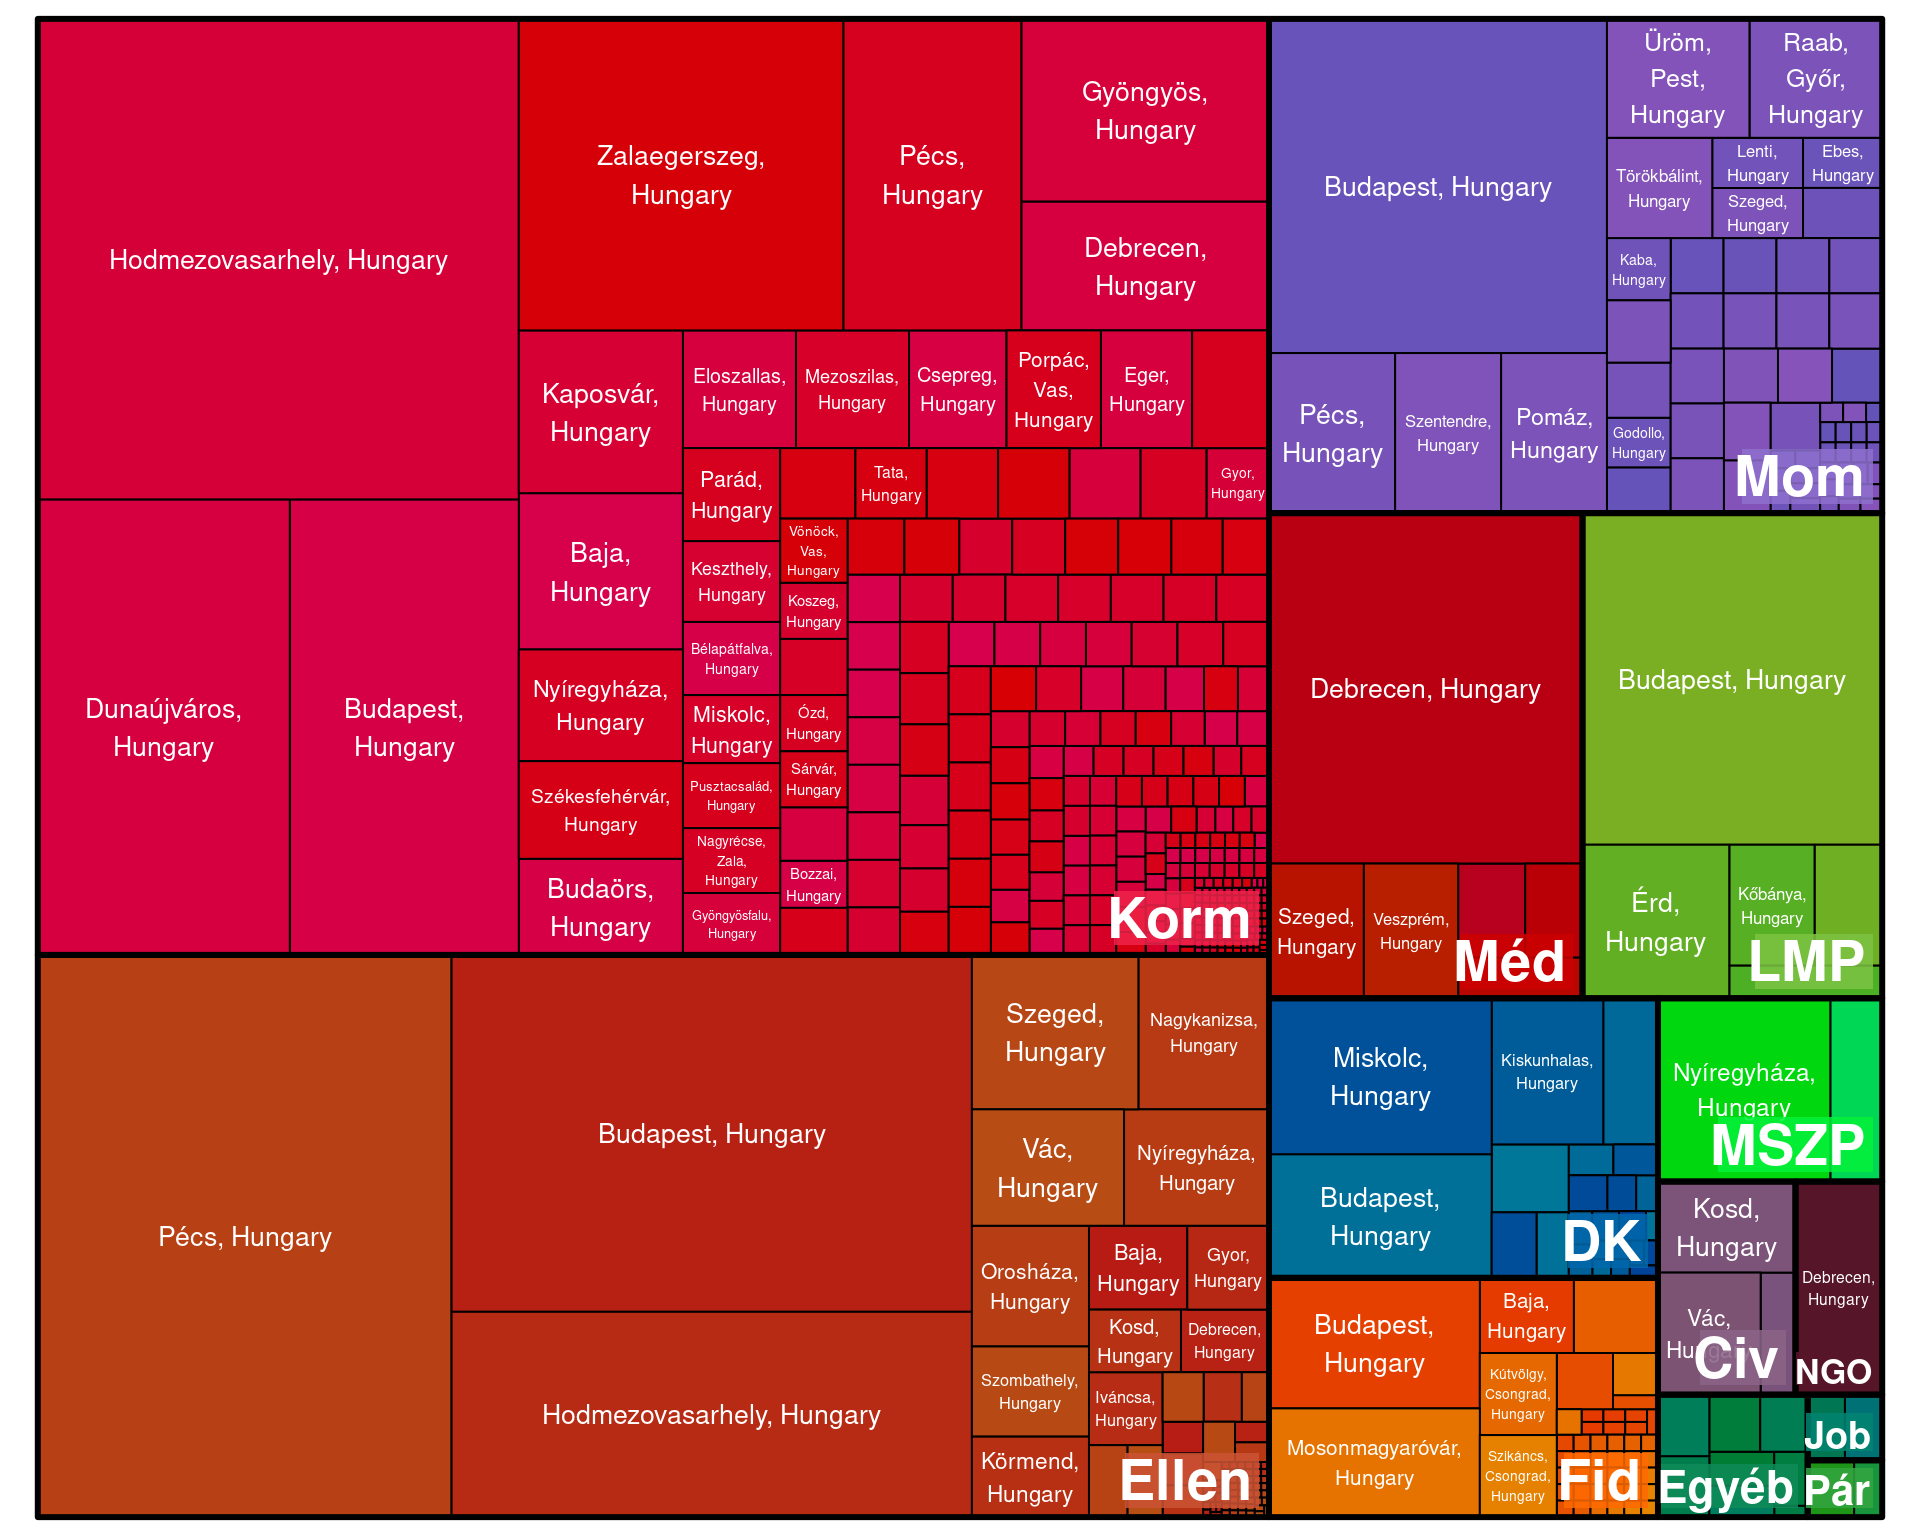 Hodmezovasarhely, Hungary
Dunaújváros,
Hungary
Budapest,
Hungary
Zalaegerszeg,
Hungary
Pécs,
Hungary
Gyöngyös,
Hungary
Debrecen,
Hungary
Kaposvár,
Hungary
Baja,
Hungary
Nyíregyháza,
Hungary
Székesfehérvár,
Hungary
Budaörs,
Hungary
Eloszallas,
Hungary
Mezoszilas,
Hungary
Csepreg,
Hungary
Porpác,
Vas,
Hungary
Eger,
Hungary
Parád,
Hungary
Keszthely,
Hungary
Bélapátfalva,
Hungary
Miskolc,
Hungary
Pusztacsalád,
Hungary
Nagyrécse,
Zala,
Hungary
Gyöngyösfalu,
Hungary
Tata,
Hungary
Gyor,
Hungary
Vönöck,
Vas,
Hungary
Koszeg,
Hungary
Ózd,
Hungary
Sárvár,
Hungary
Bozzai,
Hungary
Korm
Pécs, Hungary
Budapest, Hungary
Hodmezovasarhely, Hungary
Szeged,
Hungary
Nagykanizsa,
Hungary
Vác,
Hungary
Nyíregyháza,
Hungary
Orosháza,
Hungary
Szombathely,
Hungary
Körmend,
Hungary
Baja,
Hungary
Gyor,
Hungary
Kosd,
Hungary
Debrecen,
Hungary
Iváncsa,
Hungary
Ellen
Budapest, Hungary
Pécs,
Hungary
Szentendre,
Hungary
Pomáz,
Hungary
Üröm,
Pest,
Hungary
Raab,
Győr,
Hungary
Törökbálint,
Hungary
Lenti,
Hungary
Ebes,
Hungary
Szeged,
Hungary
Kaba,
Hungary
Godollo,
Hungary
Mom
Debrecen, Hungary
Szeged,
Hungary
Veszprém,
Hungary
Méd
Budapest, Hungary
Érd,
Hungary
Kőbánya,
Hungary
LMP
Miskolc,
Hungary
Budapest,
Hungary
Kiskunhalas,
Hungary
DK
Nyíregyháza,
Hungary
MSZP
Budapest,
Hungary
Mosonmagyaróvár,
Hungary
Baja,
Hungary
Kútvölgy,
Csongrad,
Hungary
Szikáncs,
Csongrad,
Hungary
Fid
Kosd,
Hungary
Vác,
Hungary
Civ
Debrecen,
Hungary
NGO
Egyéb
Job
Pár